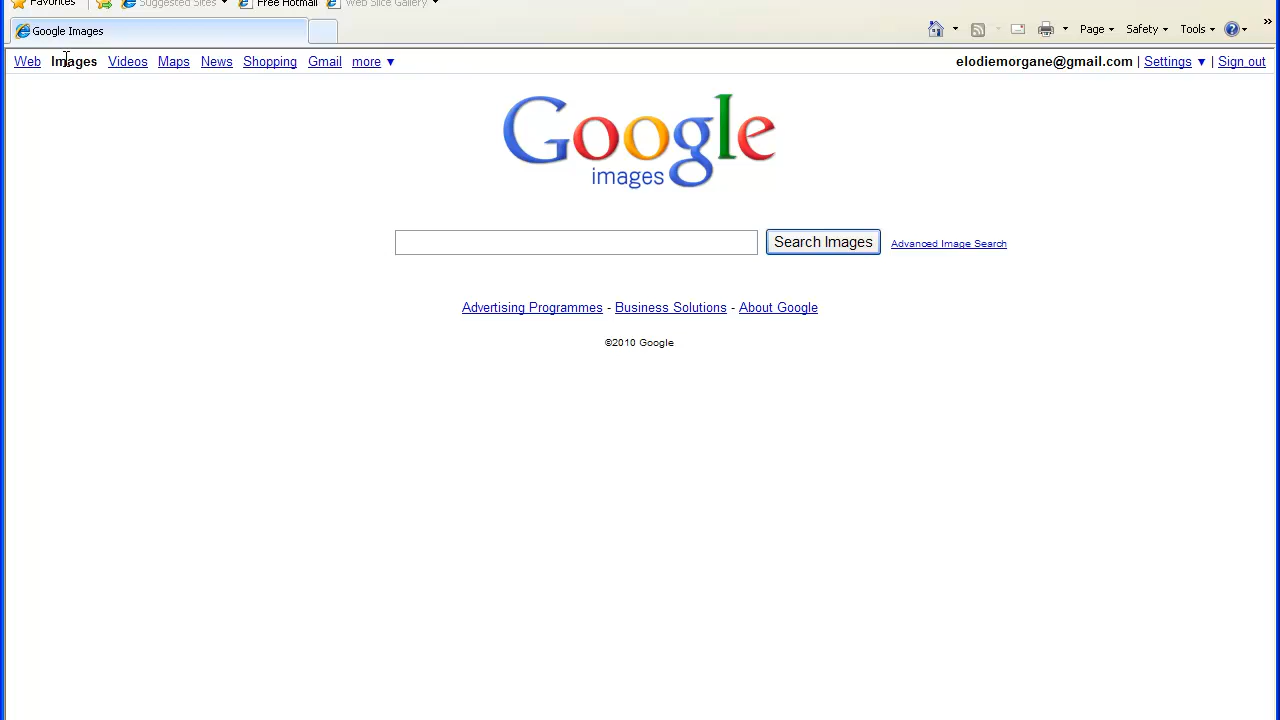 Favorites Suggested Sites Free Hotmail Web Slice Gallery
Google Images Page Safety Tools
Web Images Videos Maps News Shopping Gmail more elodiemorgane@gmail.com | Settings | Sign out
Google
images
Search Images Advanced Image Search
Advertising Programmes - Business Solutions - About Google
©2010 Google